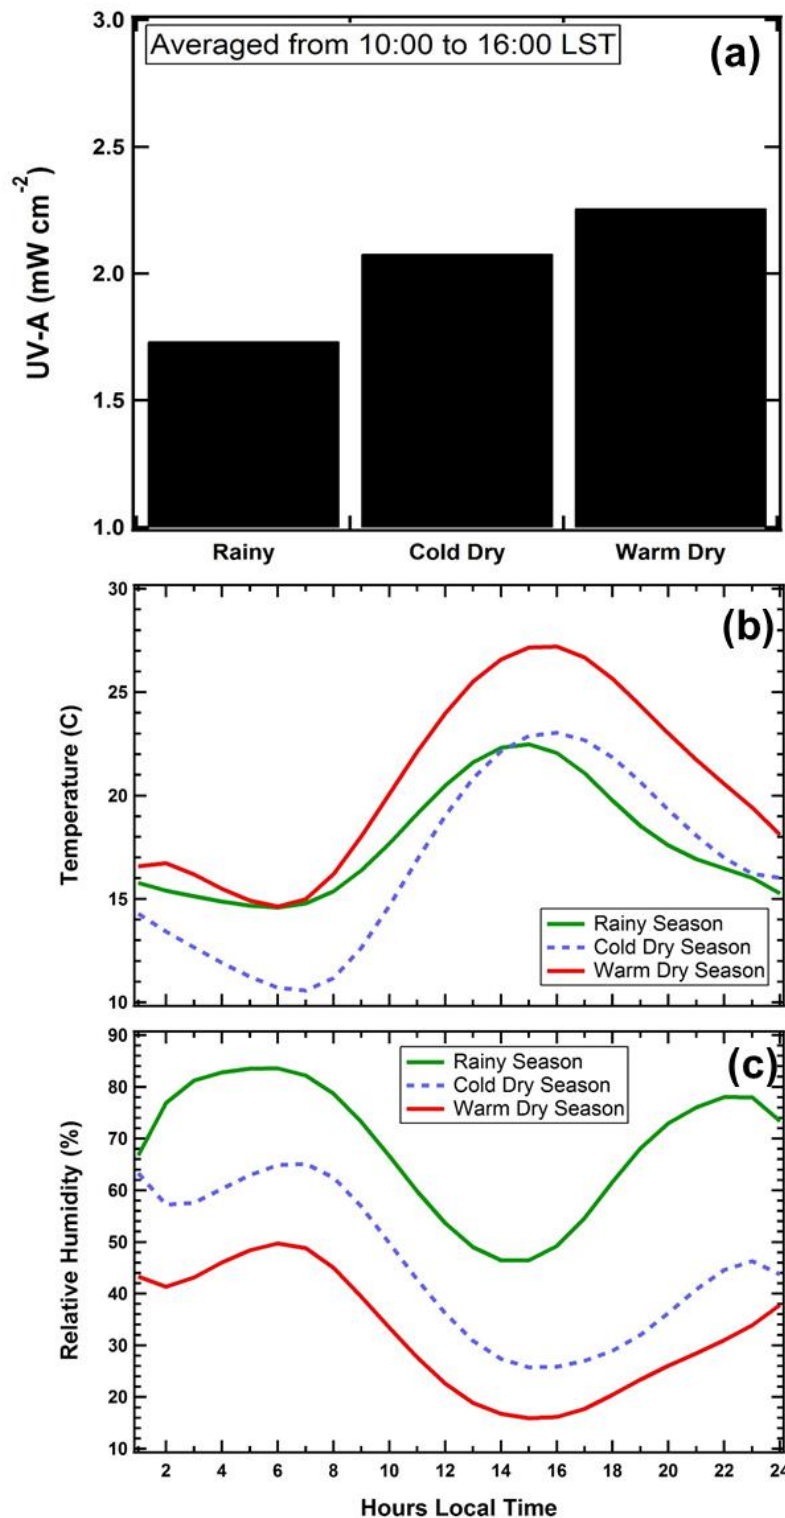 3.0
Averaged from 10:00 to 16:00 LST
(a)
2.5
2.0
1.5
1.0
UV-A (mW cm⁻²)
Rainy Cold Dry Warm Dry
30
(b)
25
20
15
10
Temperature (C)
Rainy Season
Cold Dry Season
Warm Dry Season
90
(c)
Rainy Season
Cold Dry Season
Warm Dry Season
80
70
60
50
40
30
20
10
Relative Humidity (%)
2 4 6 8 10 12 14 16 18 20 22 24
Hours Local Time